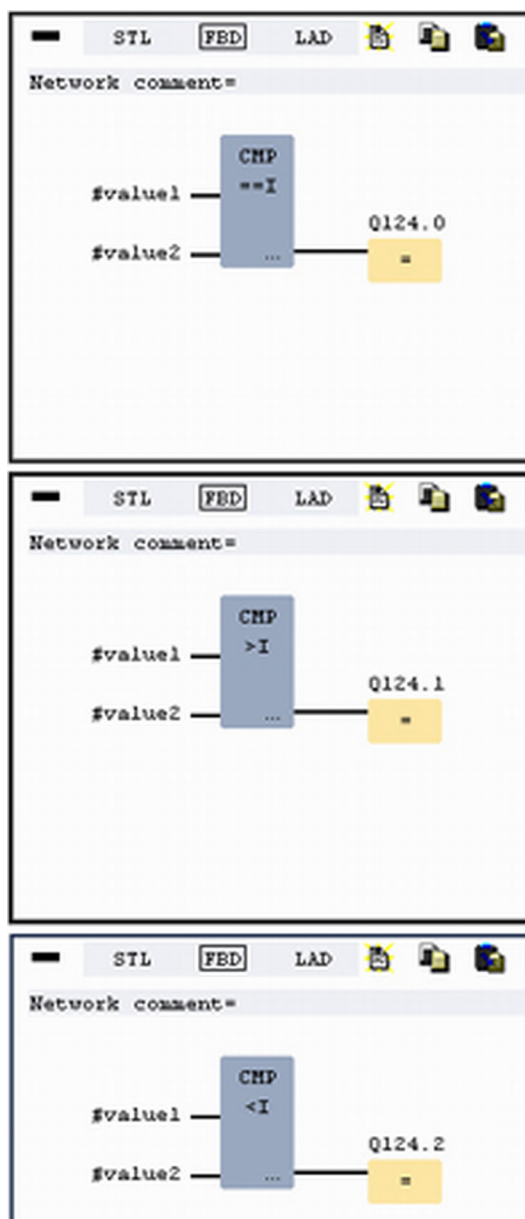 STL FBD LAD
Network comment=
CMP
==I
#value1
Q124.0
#value2
...
=
STL FBD LAD
Network comment=
CMP
>I
#value1
Q124.1
#value2
...
=
STL FBD LAD
Network comment=
CMP
<I
#value1
Q124.2
#value2
...
=